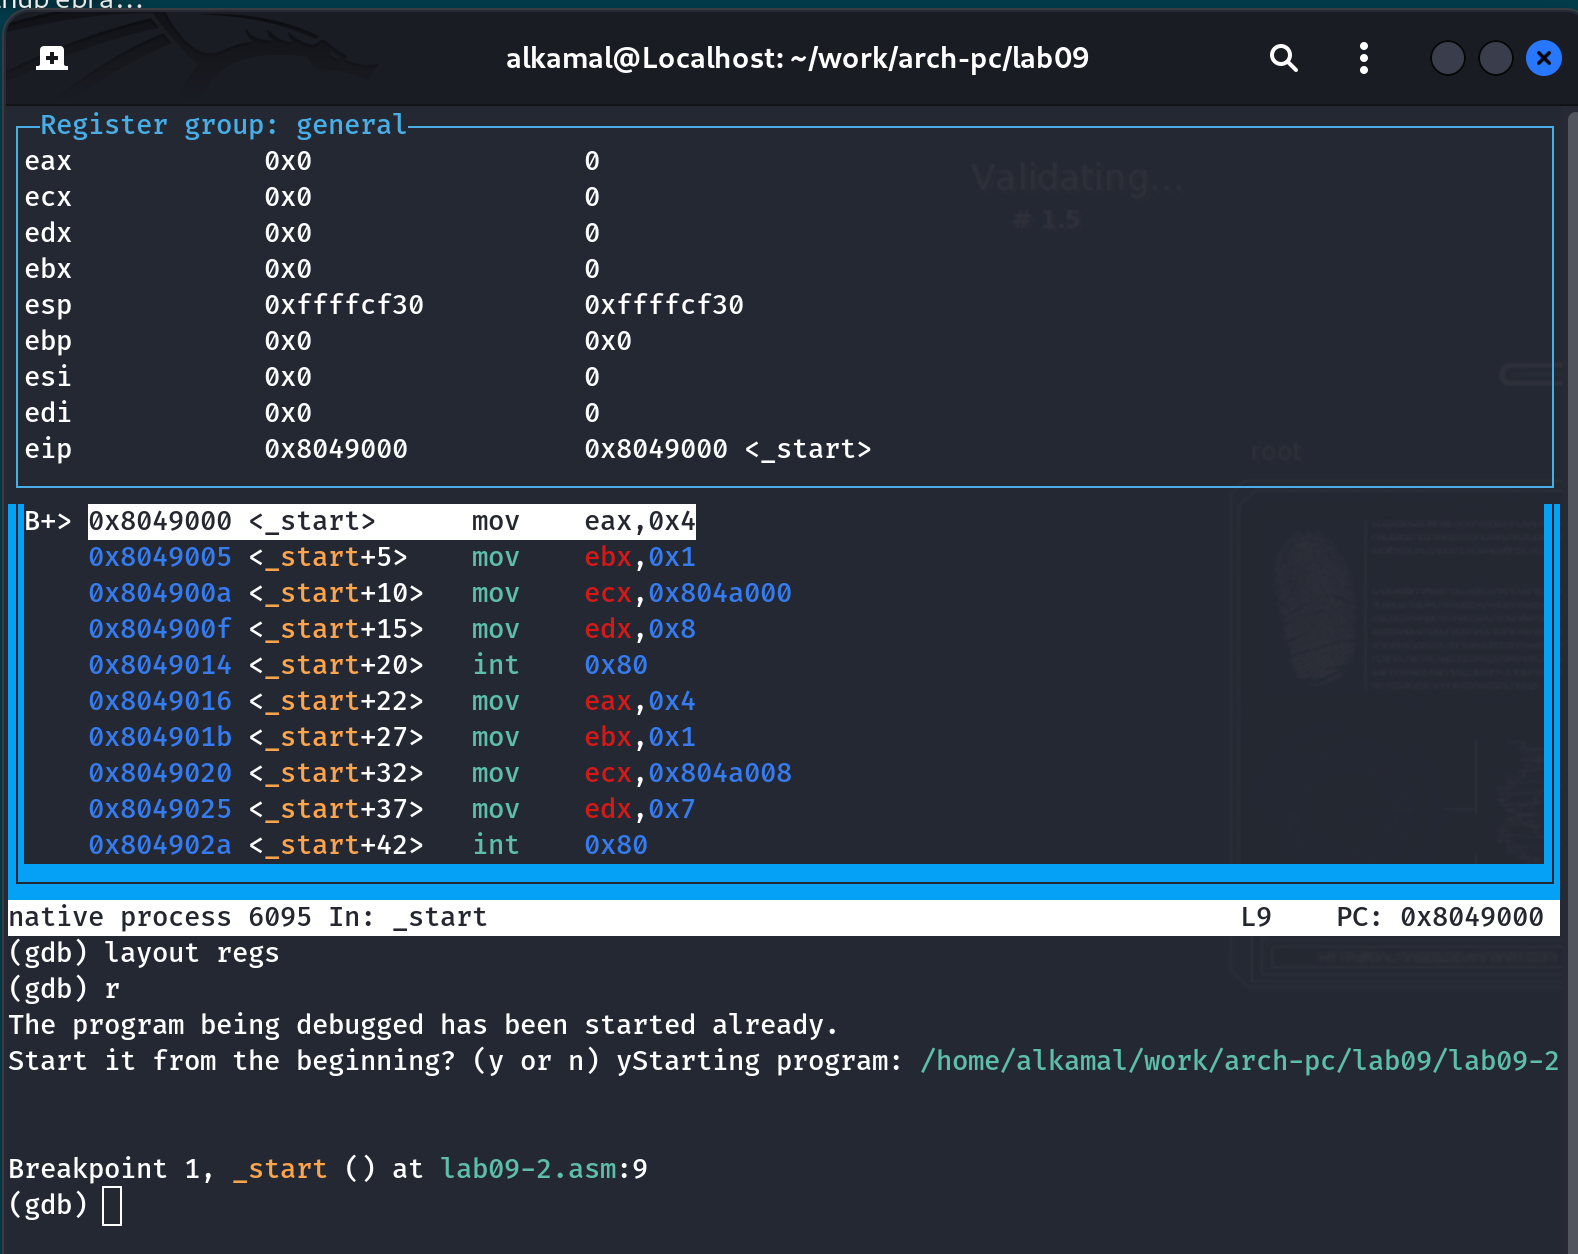 alkamal@Localhost: ~/work/arch-pc/lab09
Register group: general
eax 0x0 0
ecx 0x0 0
edx 0x0 0
ebx 0x0 0
esp 0xffffcf30 0xffffcf30
ebp 0x0 0x0
esi 0x0 0
edi 0x0 0
eip 0x8049000 0x8049000 <_start>
Validating...
# 1.5
root
B+> 0x8049000 <_start> mov eax,0x4
0x8049005 <_start+5> mov ebx,0x1
0x804900a <_start+10> mov ecx,0x804a000
0x804900f <_start+15> mov edx,0x8
0x8049014 <_start+20> int 0x80
0x8049016 <_start+22> mov eax,0x4
0x804901b <_start+27> mov ebx,0x1
0x8049020 <_start+32> mov ecx,0x804a008
0x8049025 <_start+37> mov edx,0x7
0x804902a <_start+42> int 0x80
native process 6095 In: _start L9 PC: 0x8049000
(gdb) layout regs
(gdb) r
The program being debugged has been started already.
Start it from the beginning? (y or n) yStarting program: /home/alkamal/work/arch-pc/lab09/lab09-2
Breakpoint 1, _start () at lab09-2.asm:9
(gdb)